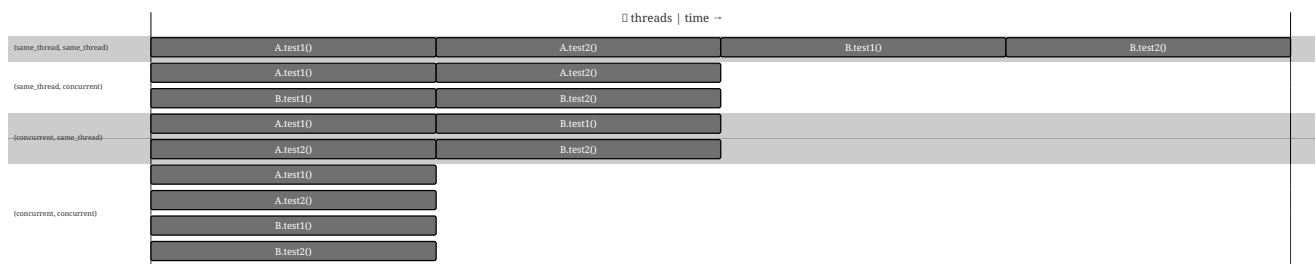 threads | time →
(same_thread, same_thread)
A.test1() A.test2() B.test1() B.test2()
(same_thread, concurrent)
A.test1() A.test2()
B.test1() B.test2()
(concurrent, same_thread)
A.test1() B.test1()
A.test2() B.test2()
(concurrent, concurrent)
A.test1()
A.test2()
B.test1()
B.test2()